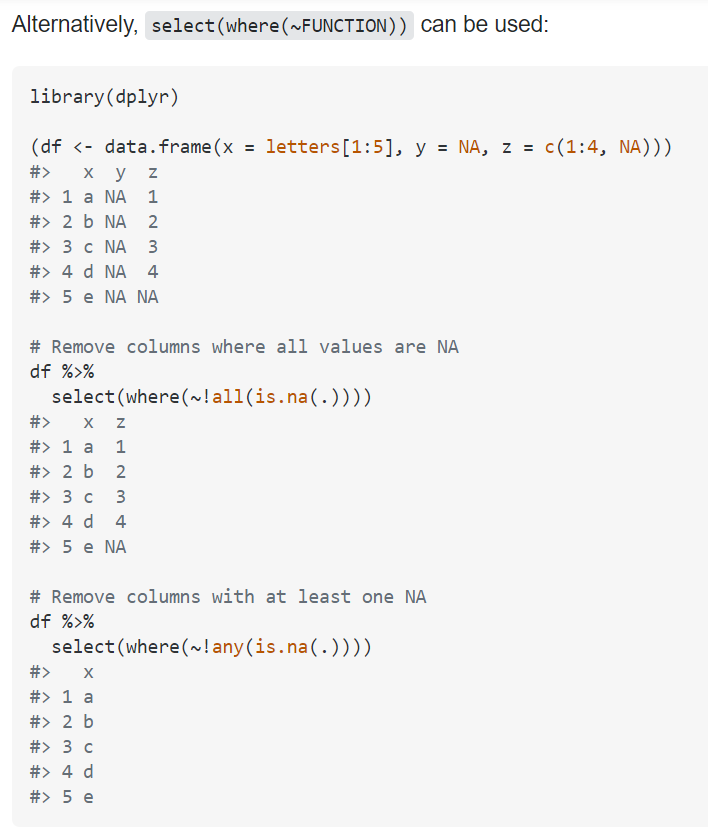 Alternatively, select(where(~FUNCTION)) can be used:
library(dplyr)
(df <- data.frame(x = letters[1:5], y = NA, z = c(1:4, NA)))
#>   x  y  z
#> 1 a NA  1
#> 2 b NA  2
#> 3 c NA  3
#> 4 d NA  4
#> 5 e NA NA
# Remove columns where all values are NA
df %>%
  select(where(~!all(is.na(.))))
#>   x  z
#> 1 a  1
#> 2 b  2
#> 3 c  3
#> 4 d  4
#> 5 e NA
# Remove columns with at least one NA
df %>%
  select(where(~!any(is.na(.))))
#>   x
#> 1 a
#> 2 b
#> 3 c
#> 4 d
#> 5 e